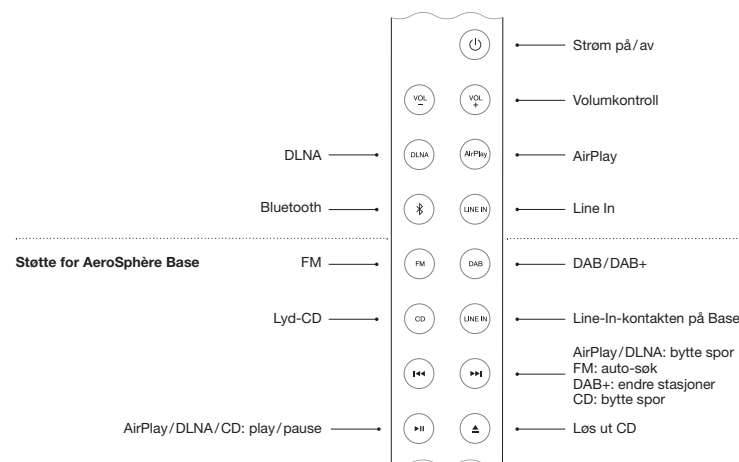 Strøm på/av
VOL − VOL +
Volumkontroll
DLNA DLNA AirPlay AirPlay
Bluetooth LINE IN Line In
Støtte for AeroSphère Base FM FM DAB DAB/DAB+
Lyd-CD CD LINE IN Line-In-kontakten på Base
AirPlay/DLNA: bytte spor
FM: auto-søk
DAB+: endre stasjoner
CD: bytte spor
AirPlay/DLNA/CD: play/pause Løs ut CD